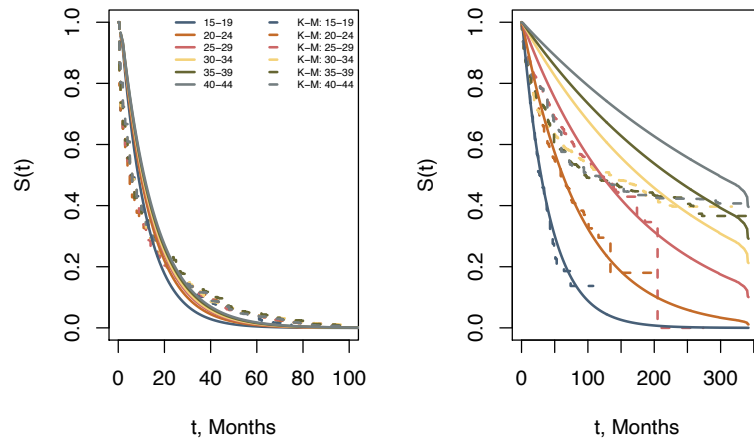 S(t)
1.0
0.8
0.6
0.4
0.2
0.0
15−19 K−M: 15−19
20−24 K−M: 20−24
25−29 K−M: 25−29
30−34 K−M: 30−34
35−39 K−M: 35−39
40−44 K−M: 40−44
0 20 40 60 80 100
t, Months
S(t)
1.0
0.8
0.6
0.4
0.2
0.0
0 100 200 300
t, Months